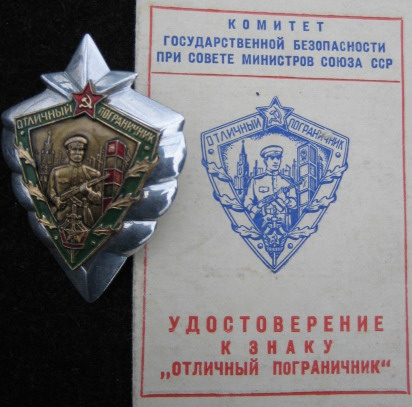 ОТЛИЧНЫЙ ПОГРАНИЧНИК
КОМИТЕТ
ГОСУДАРСТВЕННОЙ БЕЗОПАСНОСТИ
ПРИ СОВЕТЕ МИНИСТРОВ СОЮЗА ССР
ОТЛИЧНЫЙ ПОГРАНИЧНИК
УДОСТОВЕРЕНИЕ
К ЗНАКУ
„ОТЛИЧНЫЙ ПОГРАНИЧНИК"